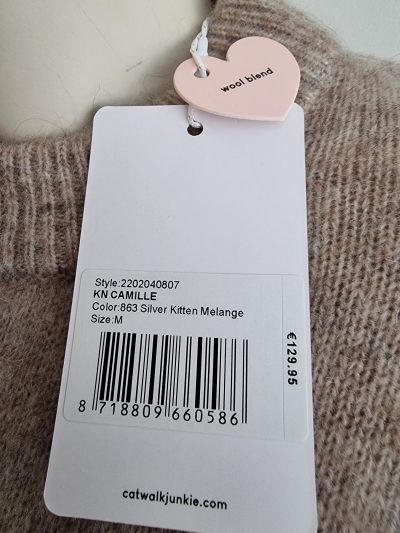 wool blend
Style:2202040807
KN CAMILLE
Color:863 Silver Kitten Melange
Size:M
€129.95
8 718809 660586
catwalkjunkie.com